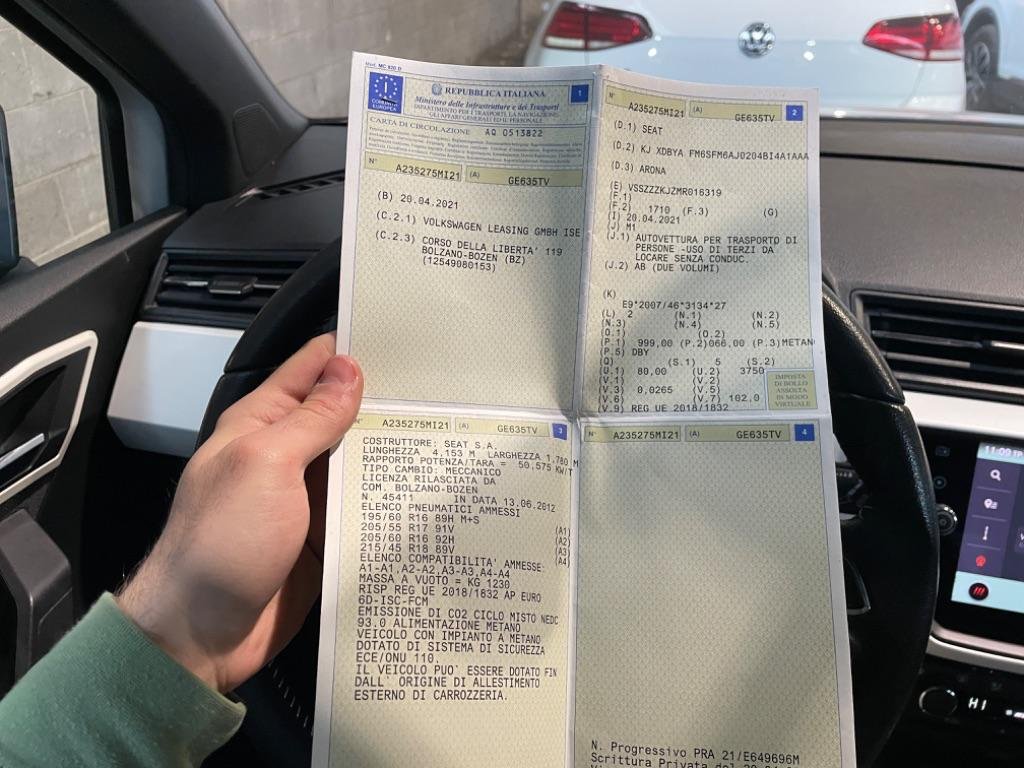 Mod. MC 820 D
COMUNITÀ
EUROPEA
I
REPUBBLICA ITALIANA
1
Ministero delle Infrastrutture e dei Trasporti
DIPARTIMENTO PER I TRASPORTI, LA NAVIGAZIONE,
GLI AFFARI GENERALI ED IL PERSONALE
CARTA DI CIRCOLAZIONE AQ 0513822
N° A235275MI21 (A) GE635TV
(B) 20.04.2021
(C.2.1) VOLKSWAGEN LEASING GMBH ISE
(C.2.3) CORSO DELLA LIBERTA' 119
BOLZANO-BOZEN (BZ)
(12549080153)
N° A235275MI21 (A) GE635TV 2
(D.1) SEAT
(D.2) KJ XDBYA FM6SFM6AJ0204BI4A1AAA
(D.3) ARONA
(E) VSSZZZKJZMR016319
(F.1)
(F.2) 1710 (F.3) (G)
(I) 20.04.2021
(J) M1
(J.1) AUTOVETTURA PER TRASPORTO DI
PERSONE -USO DI TERZI DA
LOCARE SENZA CONDUC.
(J.2) AB (DUE VOLUMI)
(K)
E9*2007/46*3134*27
(L) 2 (N.1) (N.2)
(N.3) (N.4) (N.5)
(O.1) (O.2)
(P.1) 999,00 (P.2)066,00 (P.3)METAN
(P.5) DBY
(Q) (S.1) 5 (S.2)
(U.1) 80,00 (U.2) 3750
(V.1) (V.2)
(V.3) 0,0265 (V.5)
(V.6) (V.7) 102.0
(V.9) REG UE 2018/1832
IMPOSTA
DI BOLLO
ASSOLTA
IN MODO
VIRTUALE
N° A235275MI21 (A) GE635TV 3
COSTRUTTORE: SEAT S.A.
LUNGHEZZA 4.153 M LARGHEZZA 1.780 M
RAPPORTO POTENZA/TARA = 50,575 KW/T
TIPO CAMBIO: MECCANICO
LICENZA RILASCIATA DA
COM. BOLZANO-BOZEN
N. 45411 IN DATA 13.06.2012
ELENCO PNEUMATICI AMMESSI
195/60 R16 89H M+S (A1)
205/55 R17 91V (A2)
205/60 R16 92H (A3)
215/45 R18 89V (A4)
ELENCO COMPATIBILITA' AMMESSE:
A1-A1,A2-A2,A3-A3,A4-A4
MASSA A VUOTO = KG 1230
RISP REG UE 2018/1832 AP EURO
6D-ISC-FCM
EMISSIONE DI CO2 CICLO MISTO NEDC
93.0 ALIMENTAZIONE METANO
VEICOLO CON IMPIANTO A METANO
DOTATO DI SISTEMA DI SICUREZZA
ECE/ONU 110.
IL VEICOLO PUO' ESSERE DOTATO FIN
DALL' ORIGINE DI ALLESTIMENTO
ESTERNO DI CARROZZERIA.
N° A235275MI21 (A) GE635TV 4
N. Progressivo PRA 21/E649696M
Scrittura Privata del
11:09
HI